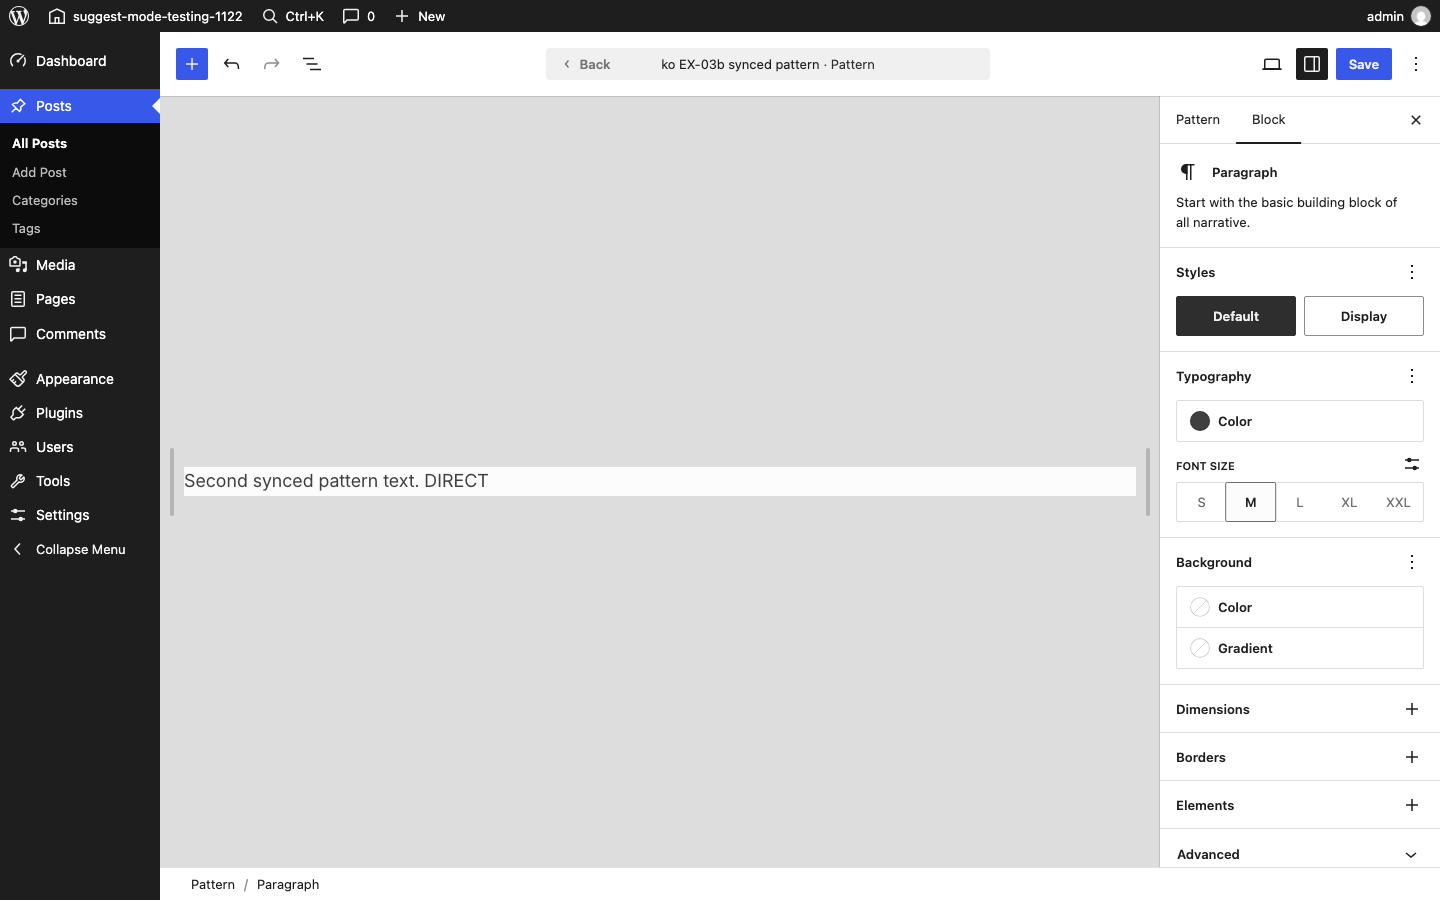 suggest-mode-testing-1122
Ctrl+K
0
New
admin
Dashboard
Posts
All Posts
Add Post
Categories
Tags
Media
Pages
Comments
Appearance
Plugins
Users
Tools
Settings
Collapse Menu
Back
ko EX-03b synced pattern · Pattern
Save
Second synced pattern text. DIRECT
Pattern
Block
Paragraph
Start with the basic building block of
all narrative.
Styles
Default
Display
Typography
Color
FONT SIZE
S
M
L
XL
XXL
Background
Color
Gradient
Dimensions
Borders
Elements
Advanced
Pattern / Paragraph